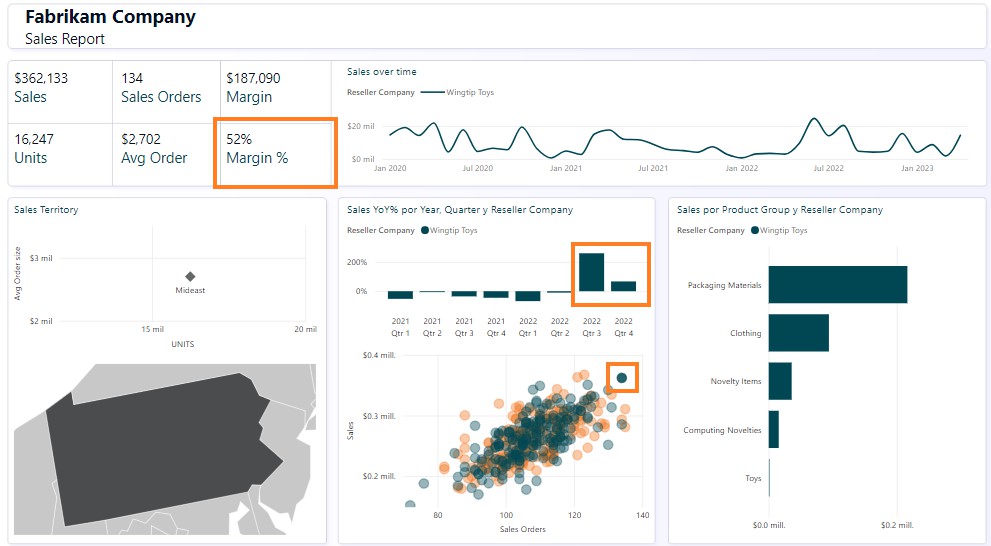 Fabrikam Company
Sales Report
$362,133
Sales
134
Sales Orders
$187,090
Margin
16,247
Units
$2,702
Avg Order
52%
Margin %
Sales over time
Reseller Company Wingtip Toys
$20 mil
$0 mil
Jan 2020 Jul 2020 Jan 2021 Jul 2021 Jan 2022 Jul 2022 Jan 2023
Sales Territory
Avg Order size
$3 mil
$2 mil
Mideast
15 mil 20 mil
UNITS
Sales YoY% per Year, Quarter y Reseller Company
Reseller Company Wingtip Toys
200%
0%
2021 2021 2021 2021 2022 2022 2022 2022
Qtr 1 Qtr 2 Qtr 3 Qtr 4 Qtr 1 Qtr 2 Qtr 3 Qtr 4
$0.4 mill.
$0.3 mill.
$0.2 mill.
Sales
80 100 120 140
Sales Orders
Sales por Product Group y Reseller Company
Reseller Company Wingtip Toys
Packaging Materials
Clothing
Novelty Items
Computing Novelties
Toys
$0.0 mill. $0.2 mill.